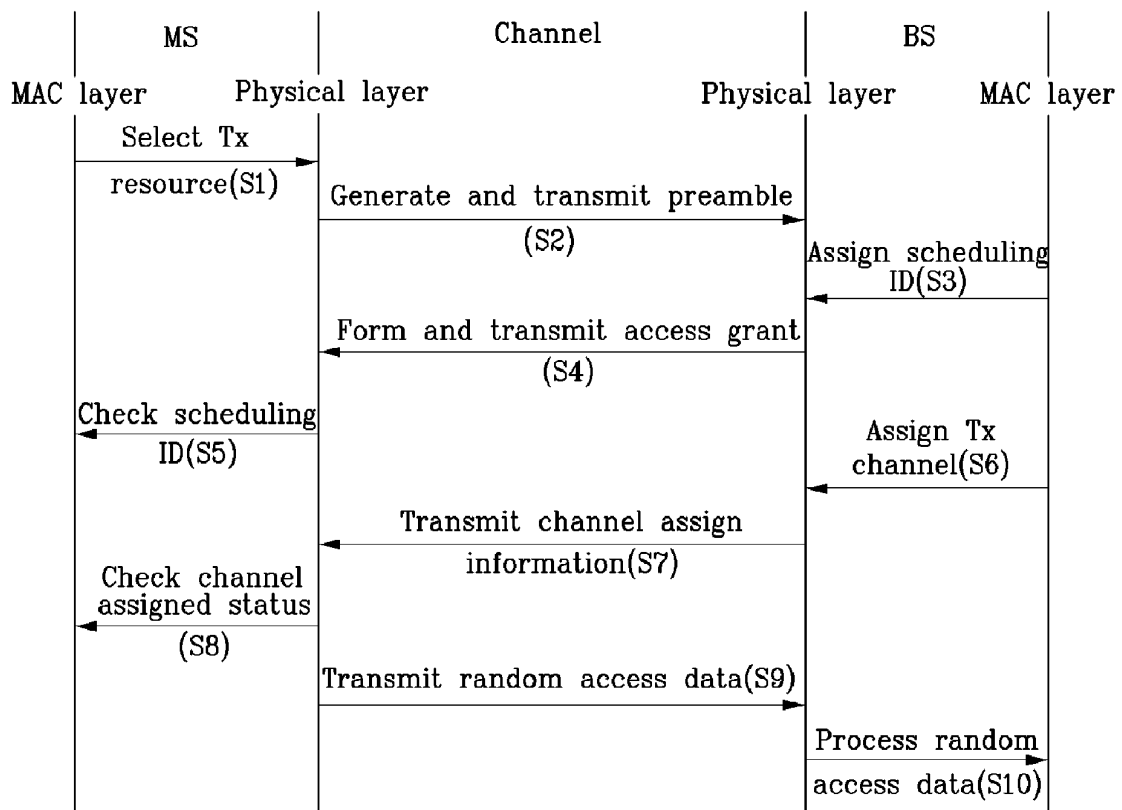 MS
Channel
BS
MAC layer
Physical layer
Physical layer
MAC layer
Select Tx
resource(S1)
Generate and transmit preamble
(S2)
Assign scheduling
ID(S3)
Form and transmit access grant
(S4)
Check scheduling
ID(S5)
Assign Tx
channel(S6)
Transmit channel assign
information(S7)
Check channel
assigned status
(S8)
Transmit random access data(S9)
Process random
access data(S10)